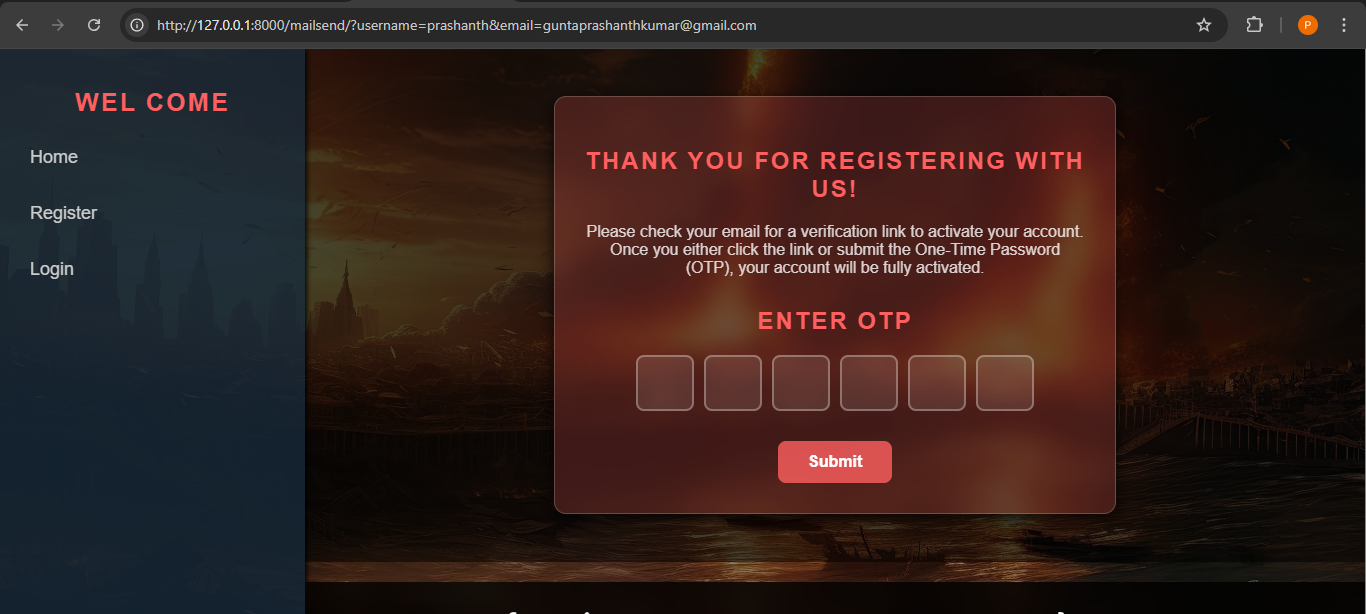 http://127.0.0.1:8000/mailsend/?username=prashanth&email=guntaprashanthkumar@gmail.com
P
WEL COME
Home
Register
Login
THANK YOU FOR REGISTERING WITH
US!
Please check your email for a verification link to activate your account.
Once you either click the link or submit the One-Time Password
(OTP), your account will be fully activated.
ENTER OTP
Submit